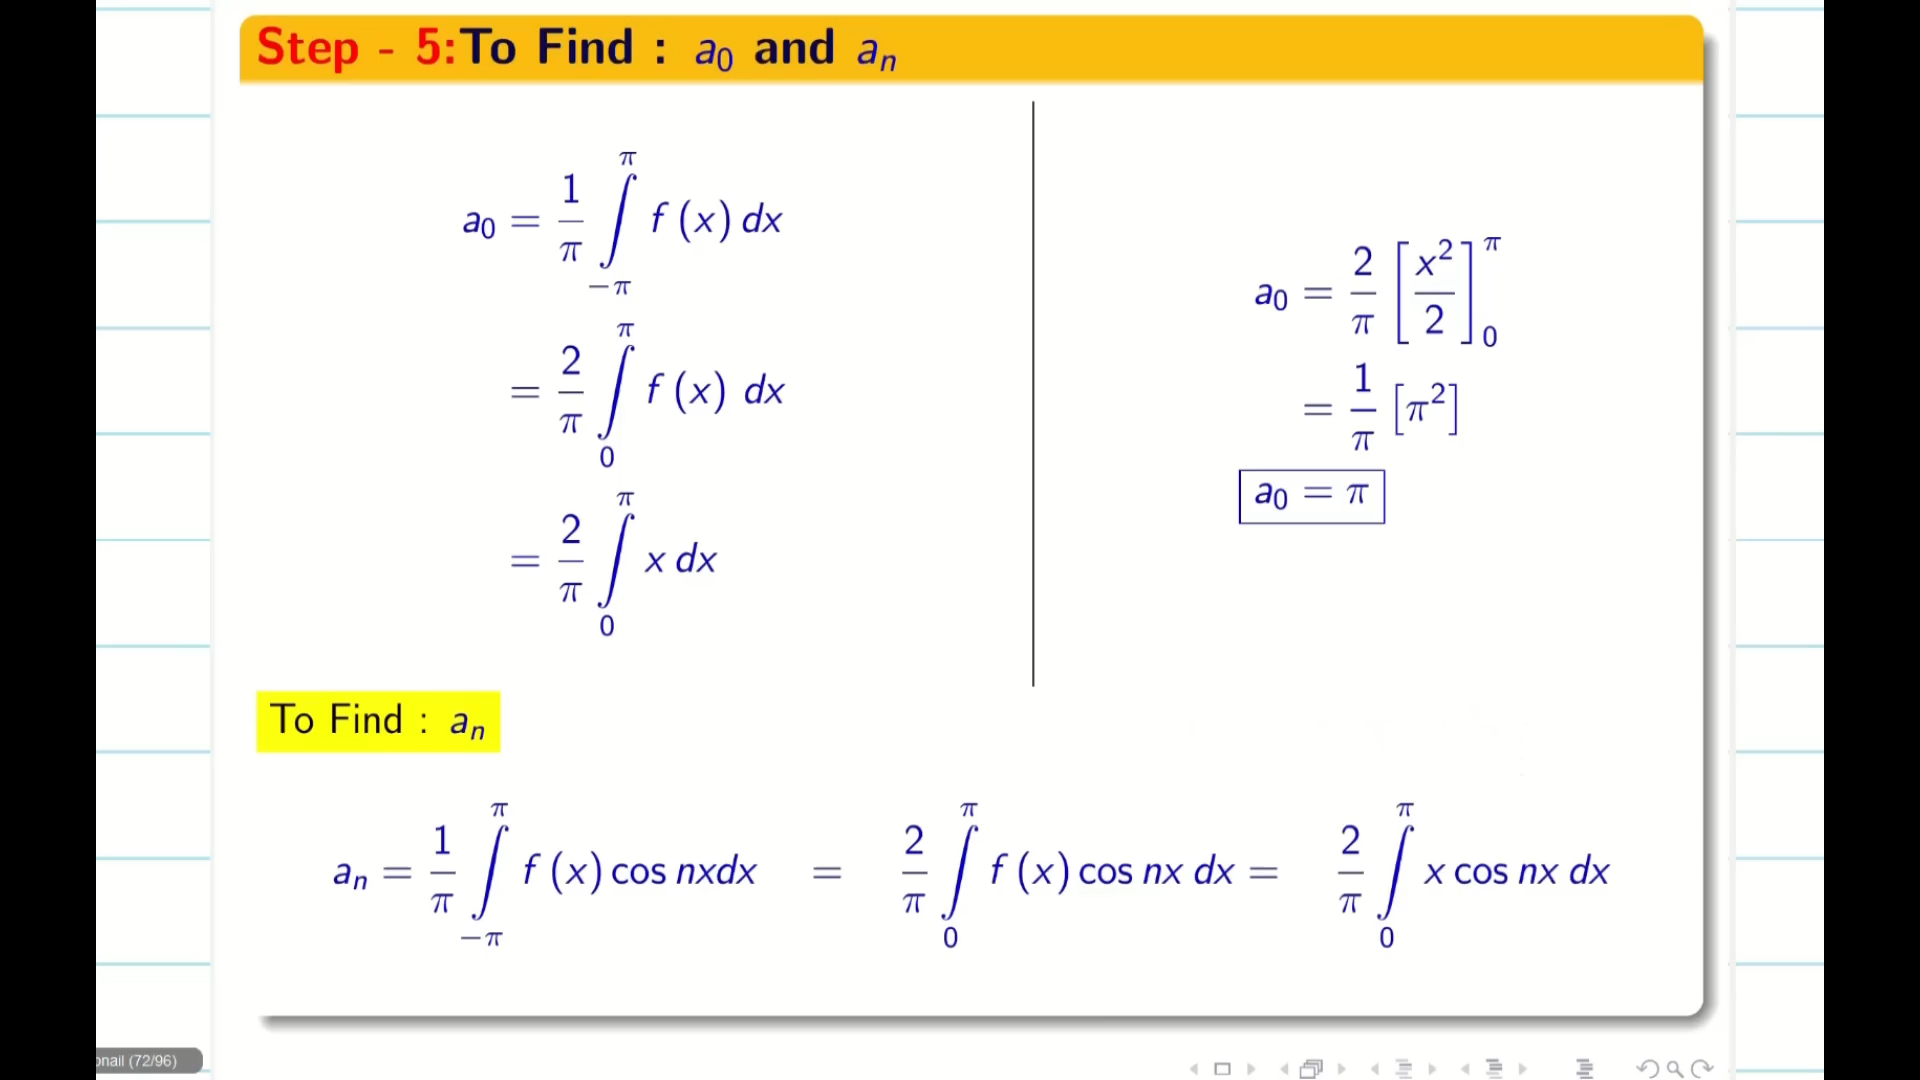 Step - 5:To Find : a₀ and aₙ
a₀ = 1/π ∫_{-π}^{π} f (x) dx
= 2/π ∫_{0}^{π} f (x) dx
= 2/π ∫_{0}^{π} x dx
a₀ = 2/π [x²/2]_{0}^{π}
= 1/π [π²]
a₀ = π
To Find : aₙ
aₙ = 1/π ∫_{-π}^{π} f (x) cos nxdx = 2/π ∫_{0}^{π} f (x) cos nx dx = 2/π ∫_{0}^{π} x cos nx dx
(72/96)